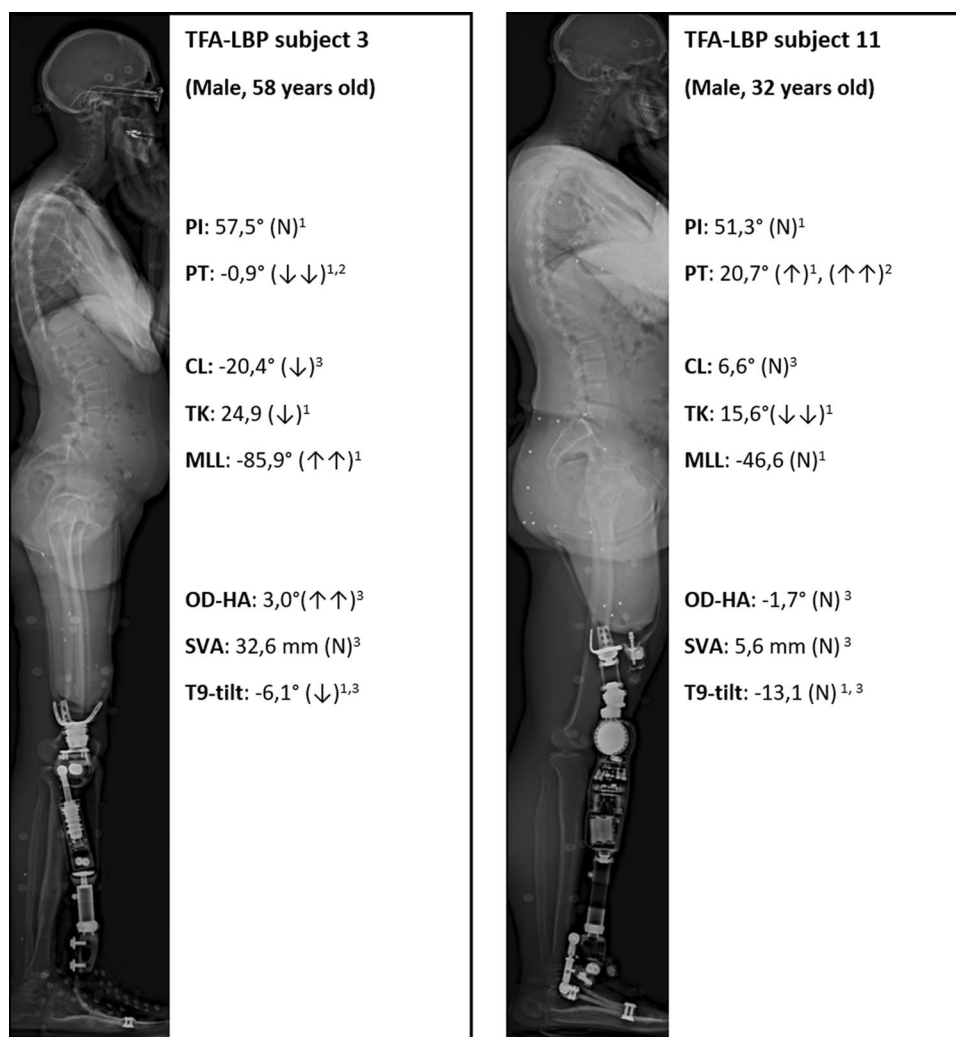 TFA-LBP subject 3
(Male, 58 years old)
PI: 57,5° (N)¹
PT: -0,9° (↓↓)¹,²
CL: -20,4° (↓)³
TK: 24,9 (↓)¹
MLL: -85,9° (↑↑)¹
OD-HA: 3,0°(↑↑)³
SVA: 32,6 mm (N)³
T9-tilt: -6,1° (↓)¹,³
TFA-LBP subject 11
(Male, 32 years old)
PI: 51,3° (N)¹
PT: 20,7° (↑)¹, (↑↑)²
CL: 6,6° (N)³
TK: 15,6°(↓↓)¹
MLL: -46,6 (N)¹
OD-HA: -1,7° (N) ³
SVA: 5,6 mm (N) ³
T9-tilt: -13,1 (N) ¹, ³